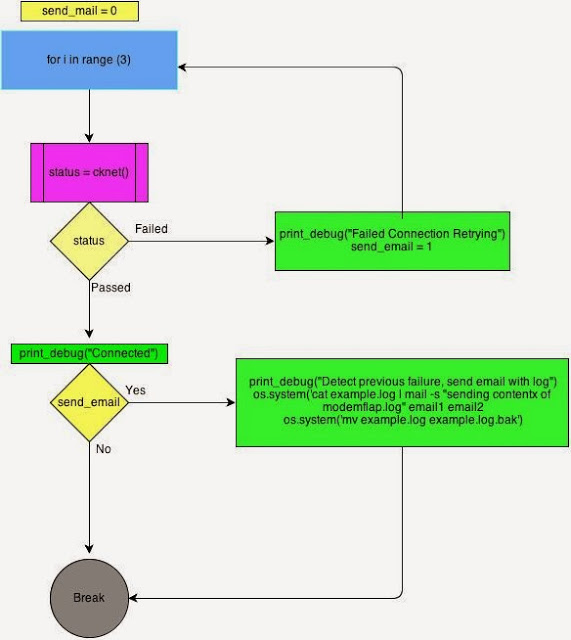 send_mail = 0
for i in range (3)
status = cknet()
status
Failed
print_debug("Failed Connection Retrying")
send_email = 1
Passed
print_debug("Connected")
send_email
Yes
print_debug("Detect previous failure, send email with log")
os.system('cat example.log | mail -s "sending contentx of
modemflap.log" email1 email2
os.system('mv example.log example.log.bak')
No
Break